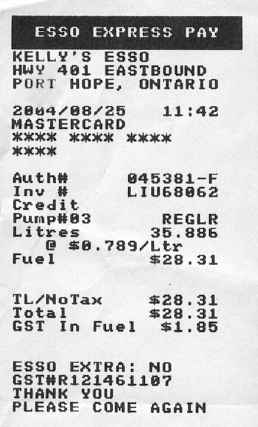 ESSO EXPRESS PAY
KELLY'S ESSO
HWY 401 EASTBOUND
PORT HOPE, ONTARIO
2004/08/25 11:42
MASTERCARD
**** **** ****
****
Auth# 045381-F
Inv # LIU68062
Credit
Pump#03 REGLR
Litres 35.886
@ $0.789/Ltr
Fuel $28.31
TL/NoTax $28.31
Total $28.31
GST In Fuel $1.85
ESSO EXTRA: NO
GST#R121461107
THANK YOU
PLEASE COME AGAIN